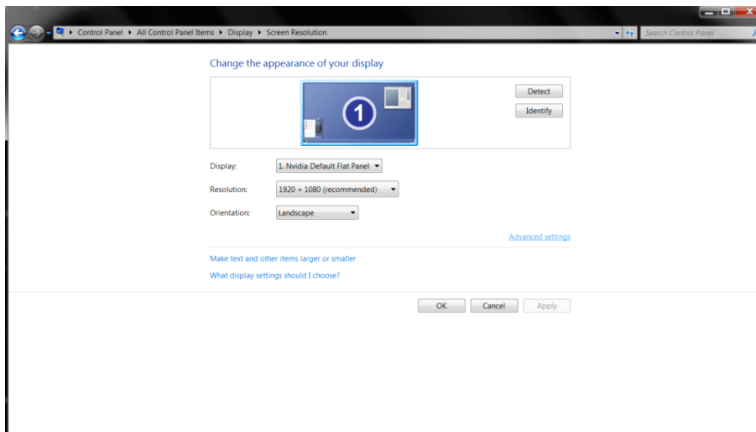 Control Panel ▸ All Control Panel Items ▸ Display ▸ Screen Resolution
Search Control Panel
Change the appearance of your display
1
Detect
Identify
Display: 1. Nvidia Default Flat Panel
Resolution: 1920 × 1080 (recommended)
Orientation: Landscape
Advanced settings
Make text and other items larger or smaller
What display settings should I choose?
OK Cancel Apply